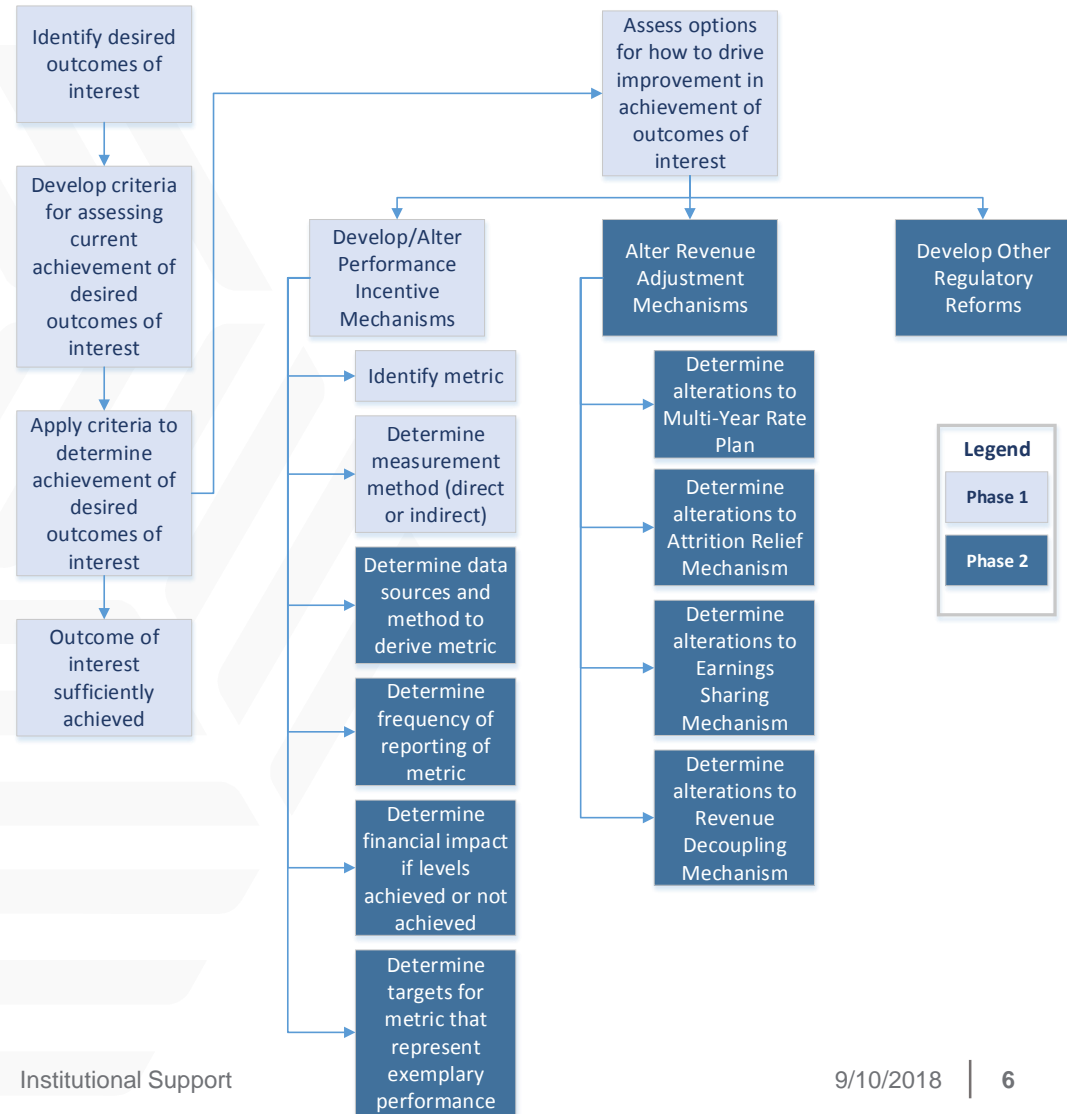 Identify desired
outcomes of
interest
Develop criteria
for assessing
current
achievement of
desired
outcomes of
interest
Apply criteria to
determine
achievement of
desired
outcomes of
interest
Outcome of
interest
sufficiently
achieved
Assess options
for how to drive
improvement in
achievement of
outcomes of
interest
Develop/Alter
Performance
Incentive
Mechanisms
Identify metric
Determine
measurement
method (direct
or indirect)
Determine data
sources and
method to
derive metric
Determine
frequency of
reporting of
metric
Determine
financial impact
if levels
achieved or not
achieved
Determine
targets for
metric that
represent
exemplary
performance
Alter Revenue
Adjustment
Mechanisms
Determine
alterations to
Multi-Year Rate
Plan
Determine
alterations to
Attrition Relief
Mechanism
Determine
alterations to
Earnings
Sharing
Mechanism
Determine
alterations to
Revenue
Decoupling
Mechanism
Develop Other
Regulatory
Reforms
Legend
Phase 1
Phase 2
Institutional Support
9/10/2018 | 6